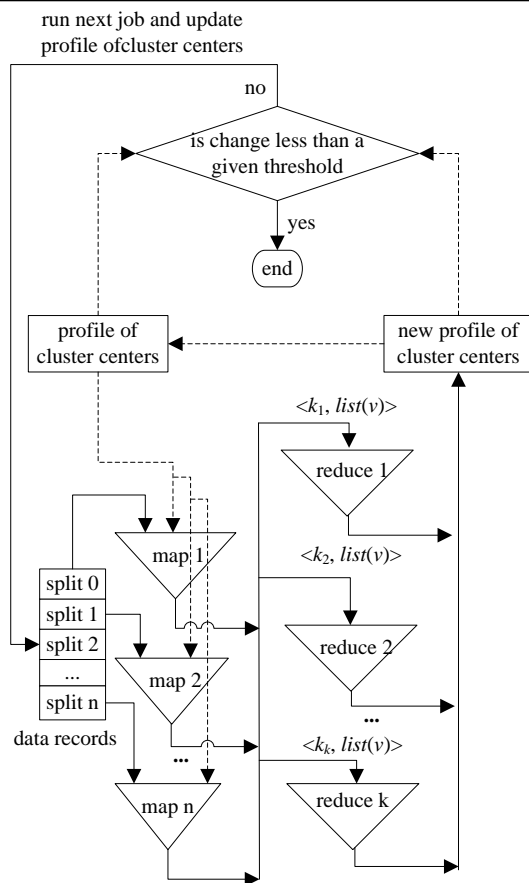 run next job and update
profile ofcluster centers
no
is change less than a
given threshold
yes
end
profile of
cluster centers
new profile of
cluster centers
<k1, list(v)>
reduce 1
map 1
split 0
split 1
split 2
...
split n
data records
<k2, list(v)>
reduce 2
...
map 2
...
<kk, list(v)>
reduce k
map n